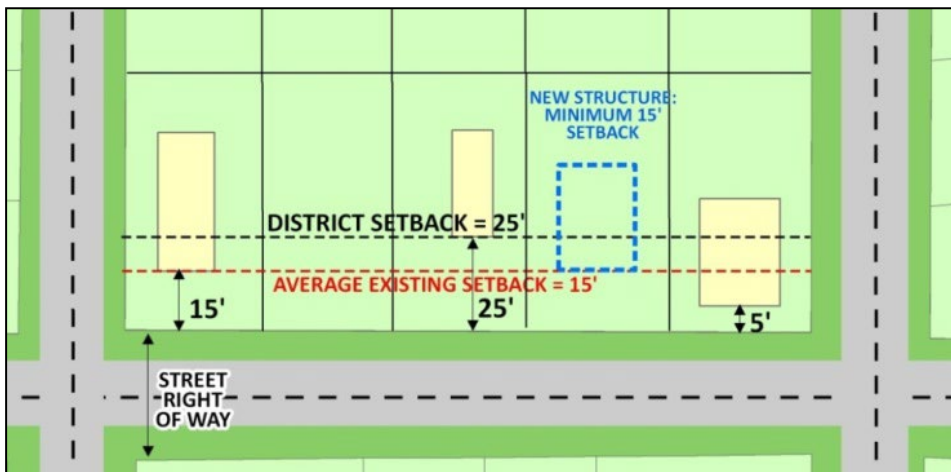 NEW STRUCTURE:
MINIMUM 15'
SETBACK
DISTRICT SETBACK = 25'
AVERAGE EXISTING SETBACK = 15'
15'
25'
5'
STREET
RIGHT
OF WAY